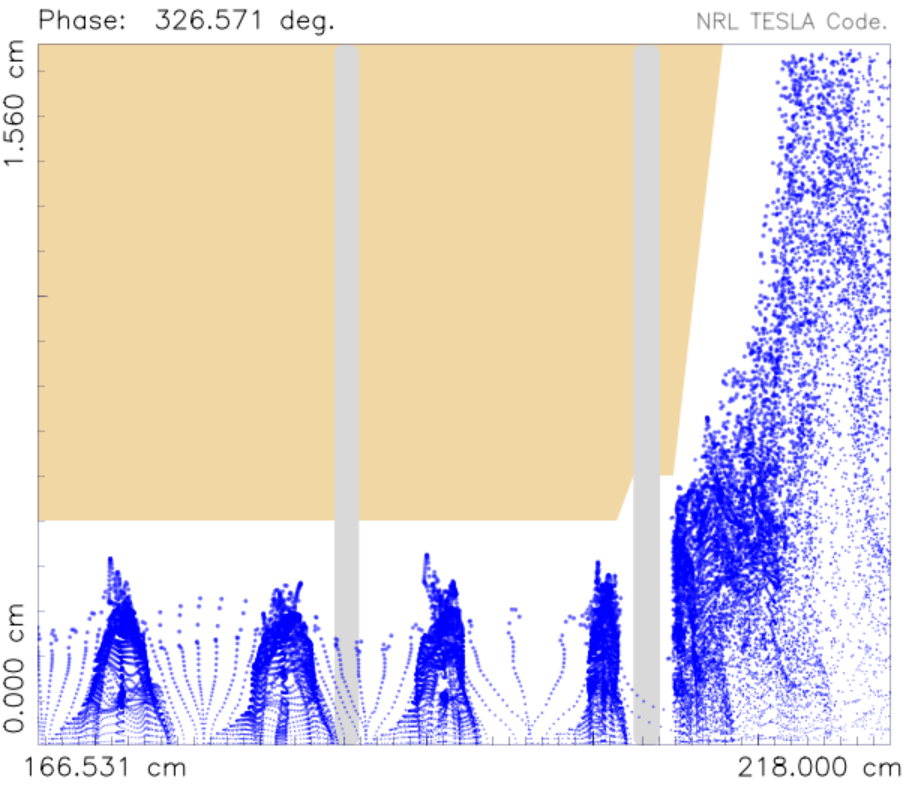 Phase: 326.571 deg.
NRL TESLA Code.
1.560 cm
0.000 cm
166.531 cm
218.000 cm